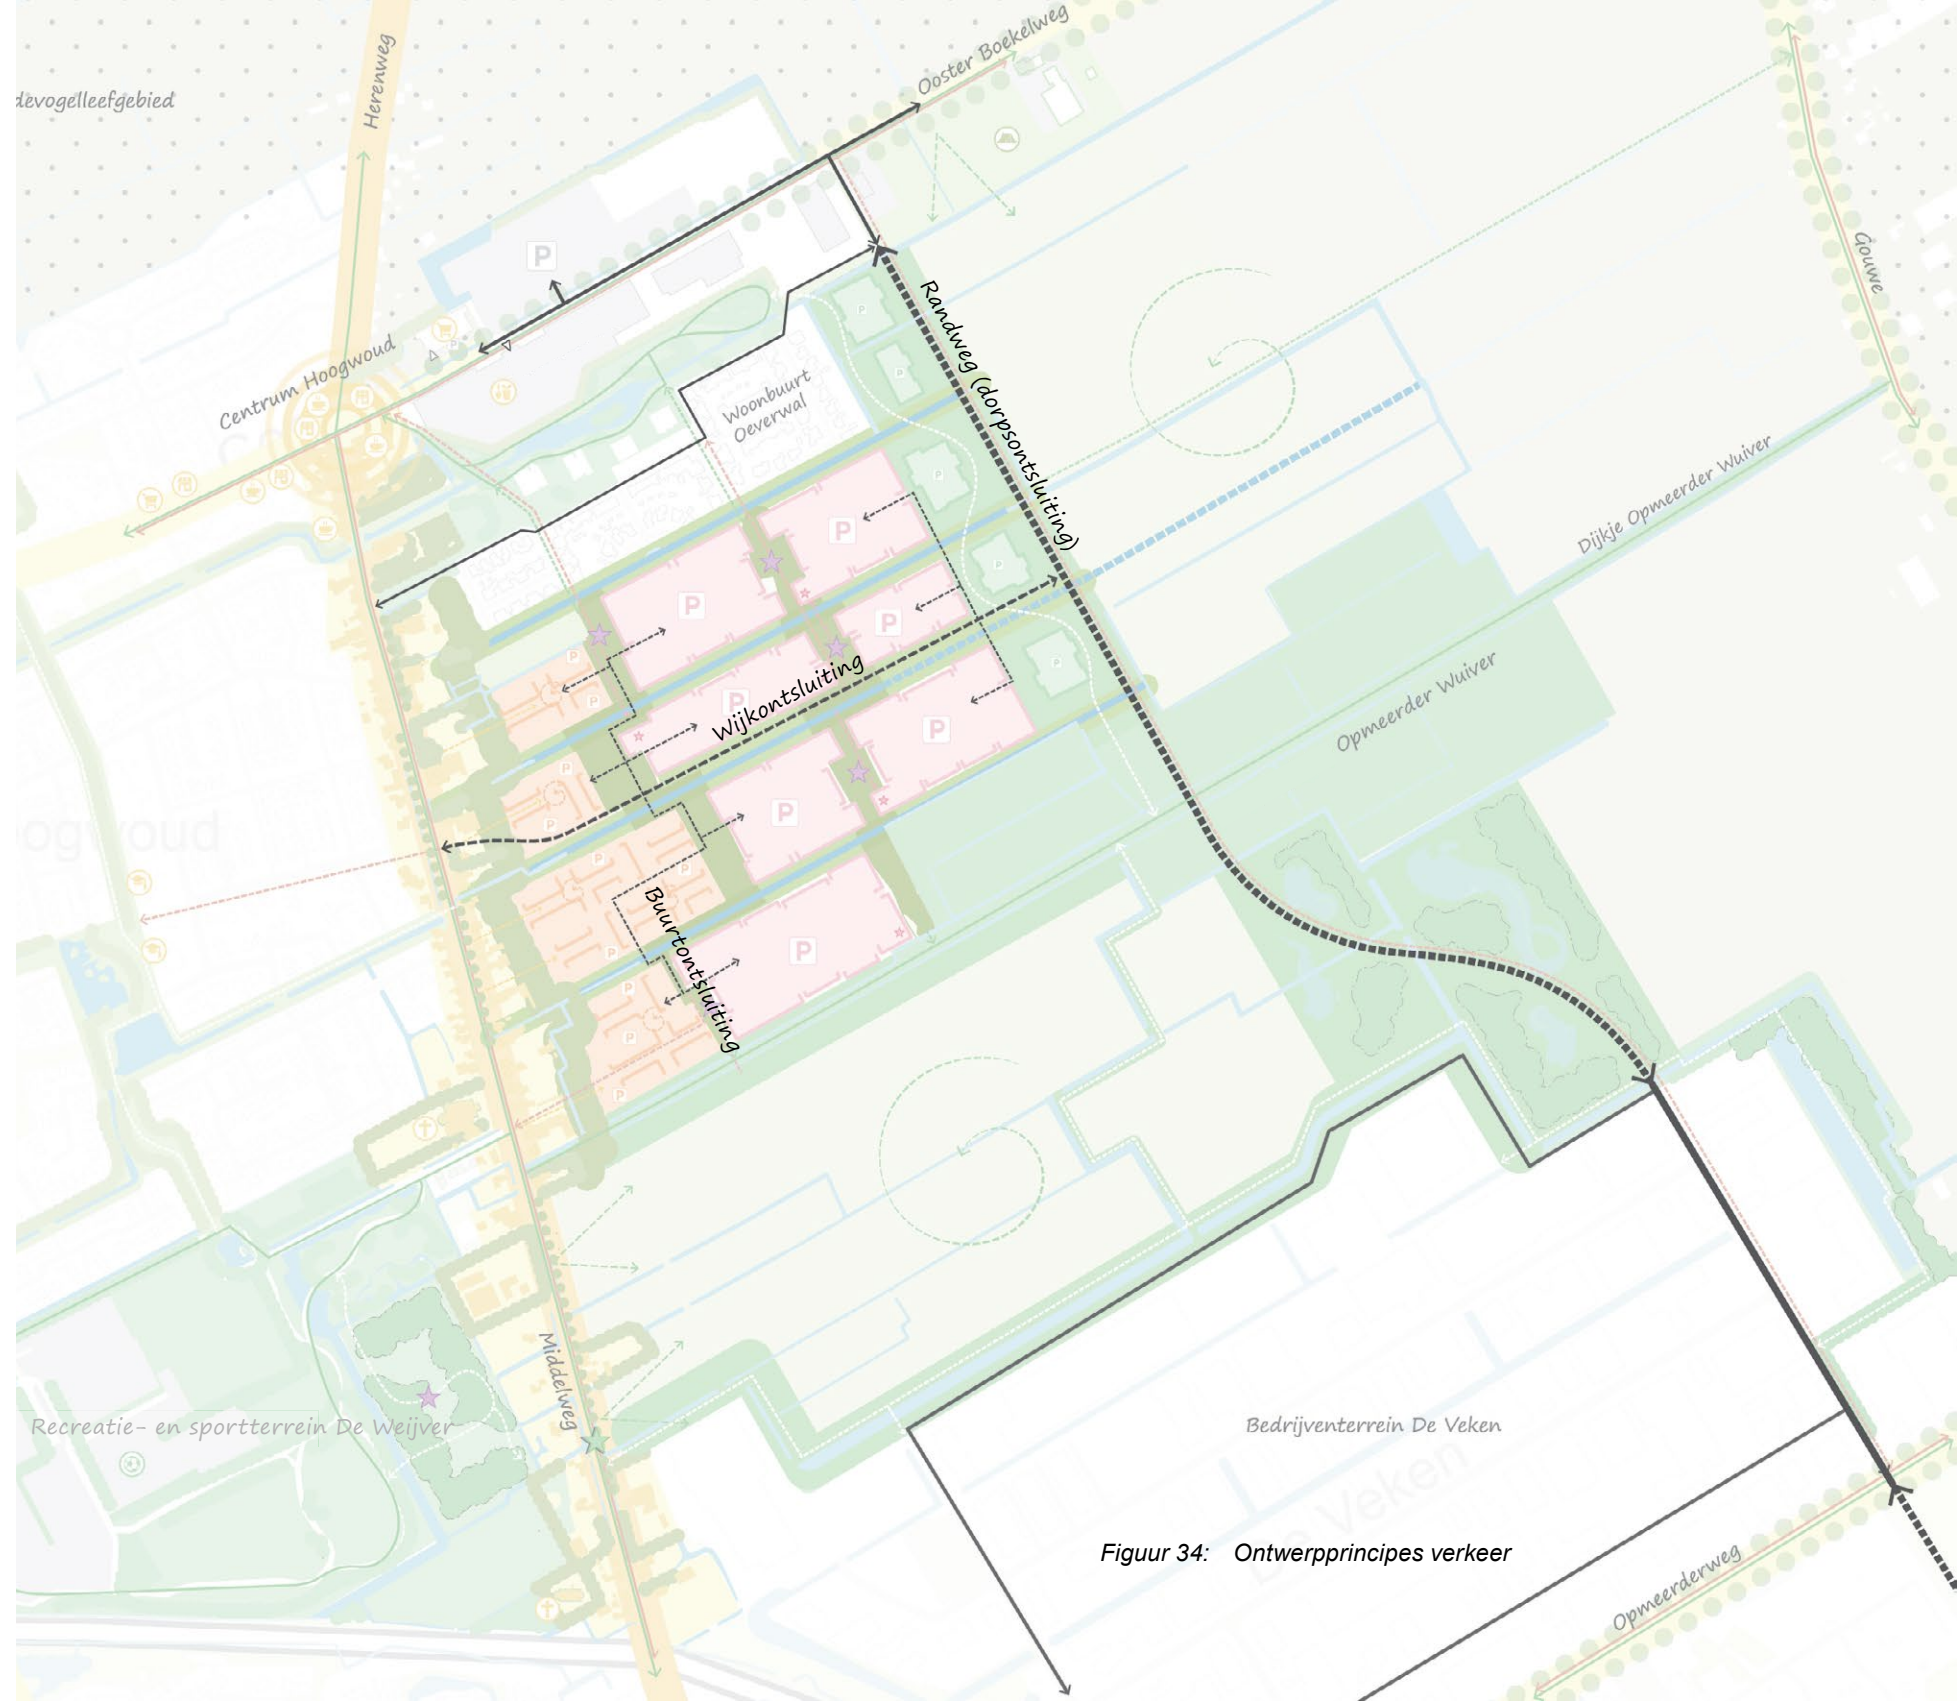 Ooster Boekelweg
Herenweg
devogelleefgebied
Gouwe
P
Randweg (dorpsontsluiting)
Centrum Hoogwoud
Woonbuurt
Oeverwal
Dijkje Opmeerder Wuiver
P
P
P
Opmeerder Wuiver
P
Wijkontsluiting
P
P
oogwoud
Buurtontsluiting
P
Middelweg
Recreatie- en sportterrein De Weijver
Bedrijventerrein De Veken
De Veken
Figuur 34: Ontwerpprincipes verkeer
Opmeerderweg